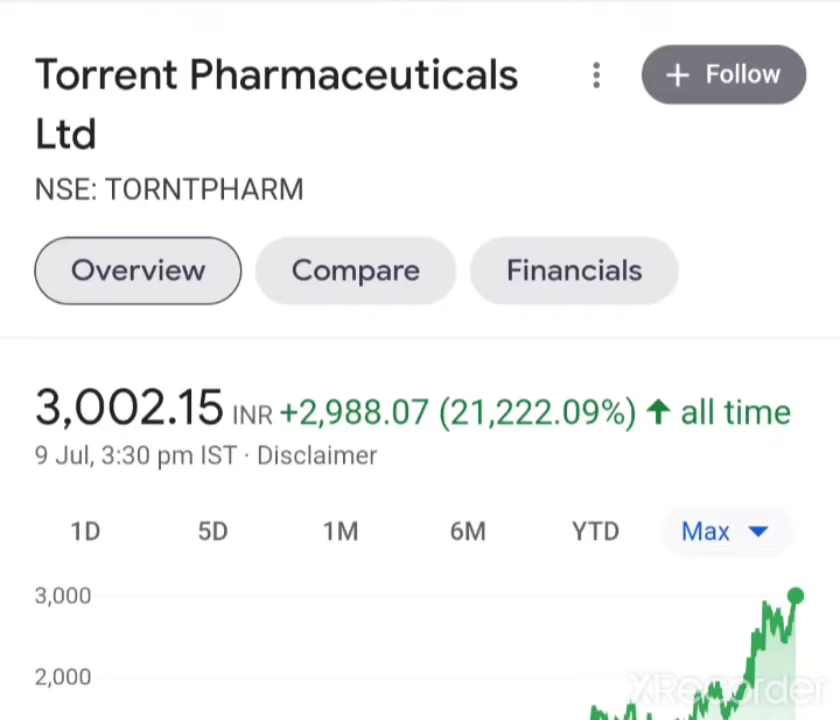 Torrent Pharmaceuticals
Ltd
+ Follow
NSE: TORNTPHARM
Overview
Compare
Financials
3,002.15 INR +2,988.07 (21,222.09%) ↑ all time
9 Jul, 3:30 pm IST · Disclaimer
1D 5D 1M 6M YTD Max
3,000
2,000
XRecorder